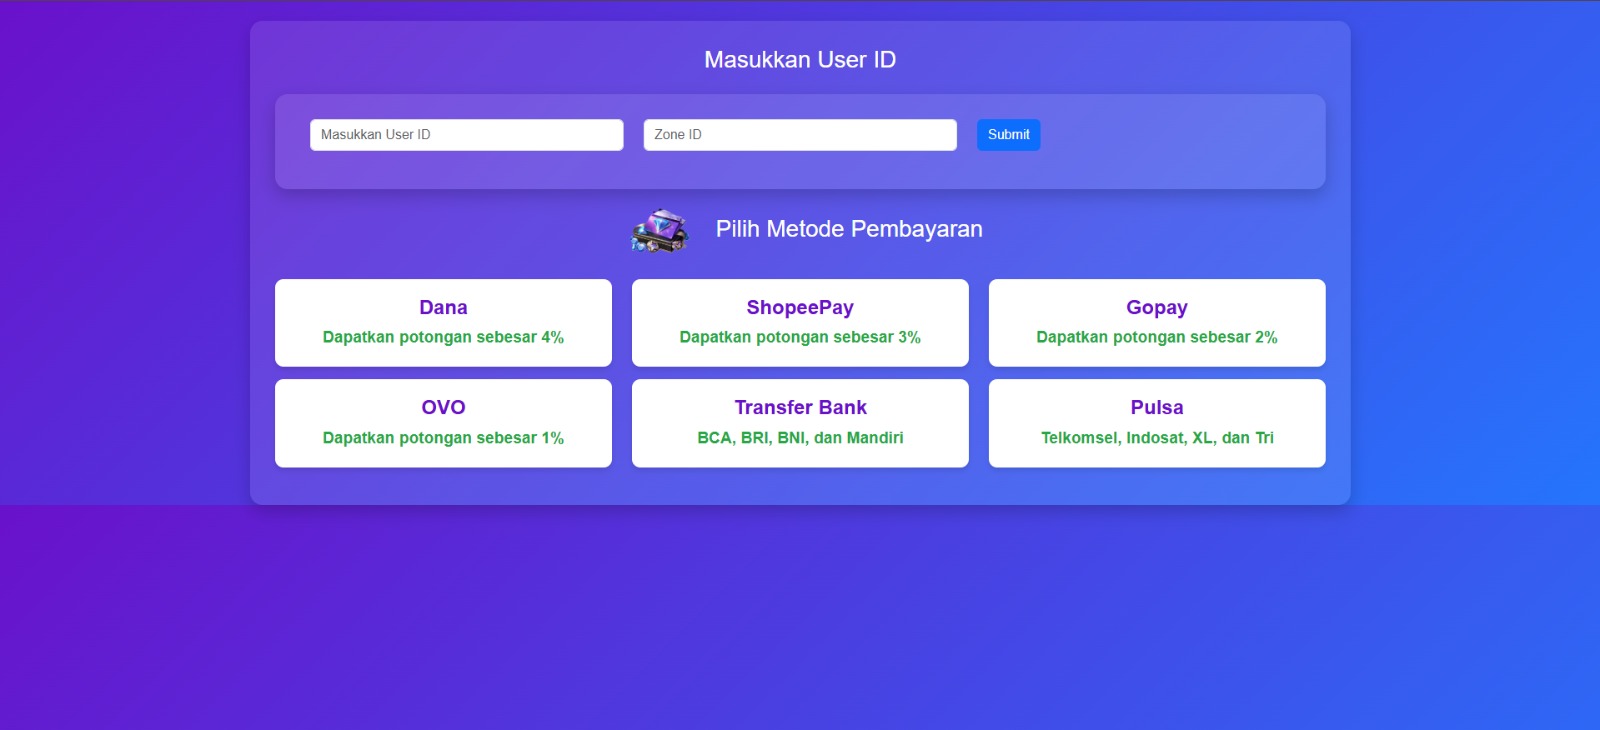 Masukkan User ID
Masukkan User ID
Zone ID
Submit
Pilih Metode Pembayaran
Dana
Dapatkan potongan sebesar 4%
ShopeePay
Dapatkan potongan sebesar 3%
Gopay
Dapatkan potongan sebesar 2%
OVO
Dapatkan potongan sebesar 1%
Transfer Bank
BCA, BRI, BNI, dan Mandiri
Pulsa
Telkomsel, Indosat, XL, dan Tri